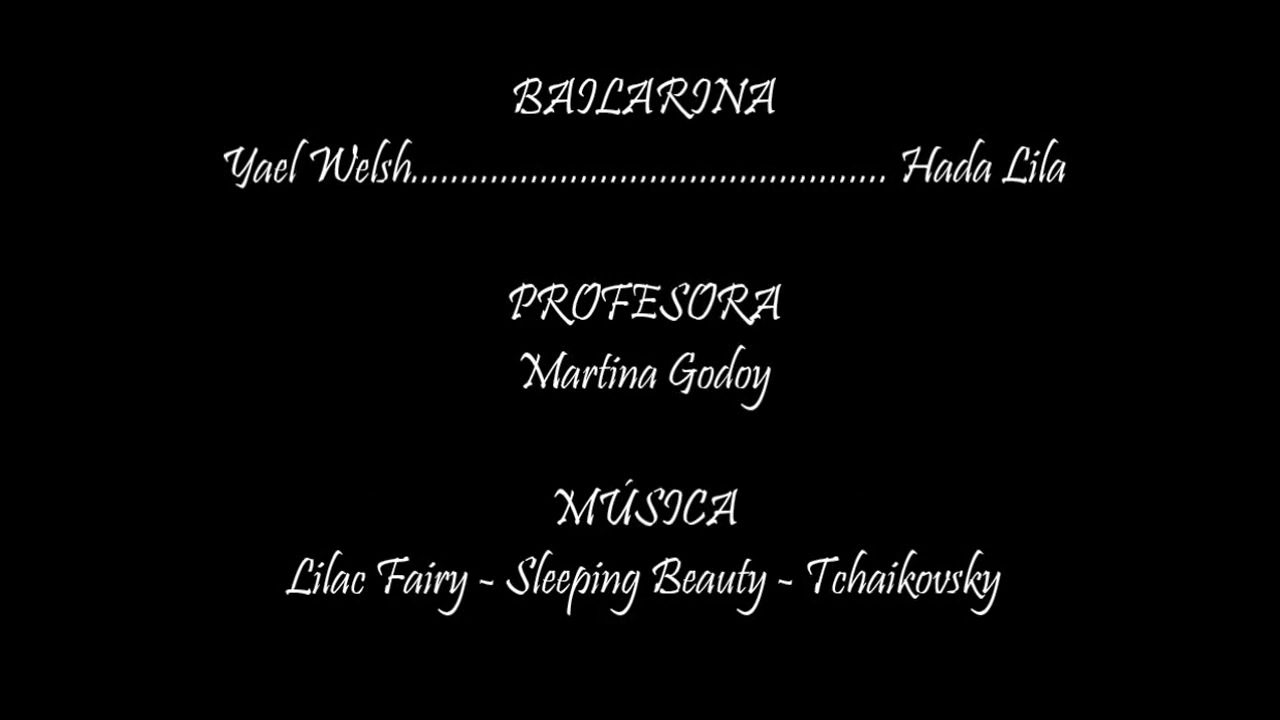 BAILARINA
Yael Welsh................................................ Hada Lila
PROFESORA
Martina Godoy
MÚSICA
Lilac Fairy - Sleeping Beauty - Tchaikovsky